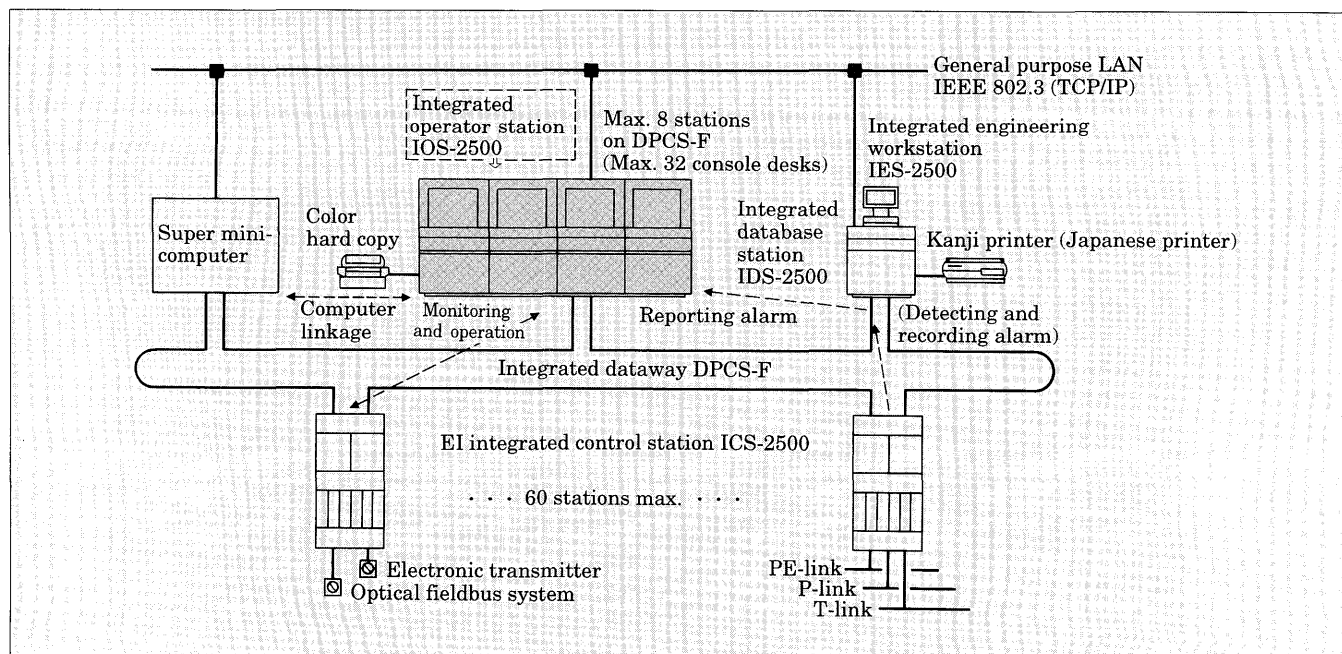 General purpose LAN
IEEE 802.3 (TCP/IP)
Integrated
operator station
IOS-2500
Max. 8 stations
on DPCS-F
(Max. 32 console desks)
Integrated engineering
workstation
IES-2500
Super mini-
computer
Color
hard copy
Integrated
database
station
IDS-2500
Kanji printer (Japanese printer)
Computer
linkage
Monitoring
and operation
Reporting alarm
(Detecting and
recording alarm)
Integrated dataway DPCS-F
EI integrated control station ICS-2500
· · · 60 stations max. · · ·
Electronic transmitter
Optical fieldbus system
PE-link
P-link
T-link